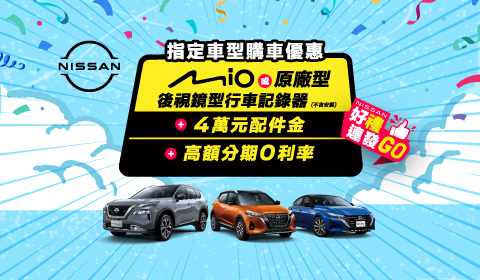 NISSAN
指定車型購車優惠
Mio 或 原廠型
後視鏡型行車記錄器 (不含安裝)
+ 4萬元配件金
+ 高額分期0利率
NISSAN
好禮
連發GO